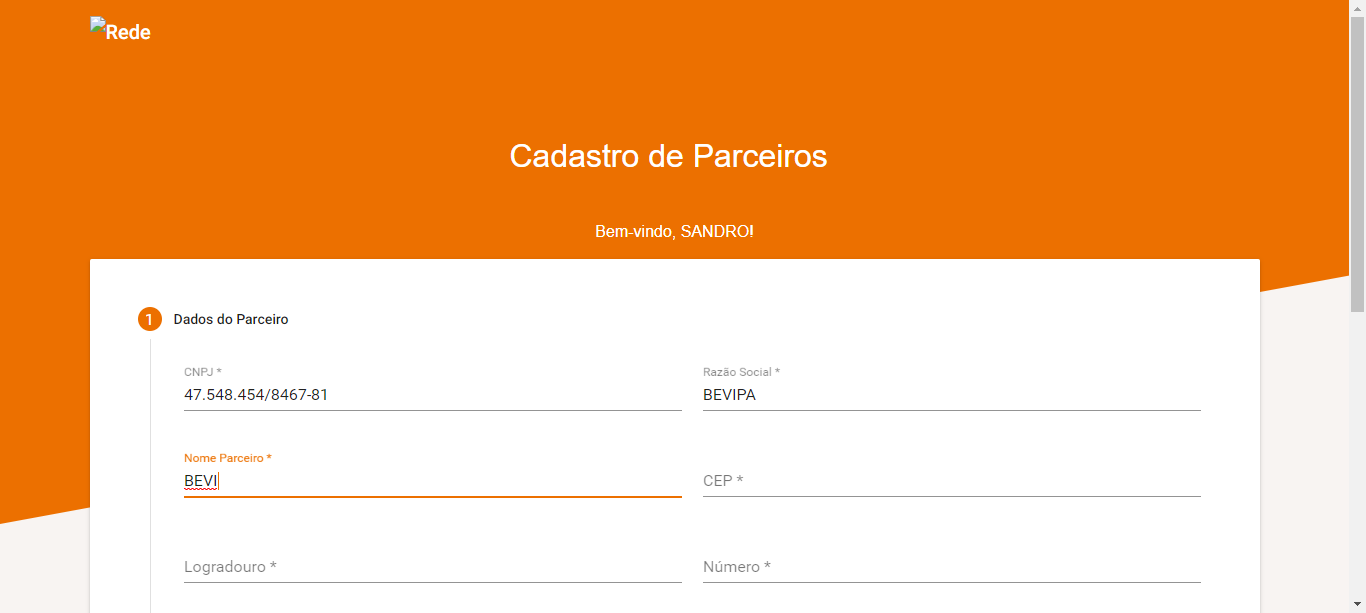 Rede
Cadastro de Parceiros
Bem-vindo, SANDRO!
1 Dados do Parceiro
CNPJ * Razão Social *
47.548.454/8467-81 BEVIPA
Nome Parceiro *
BEVI CEP *
Logradouro * Número *